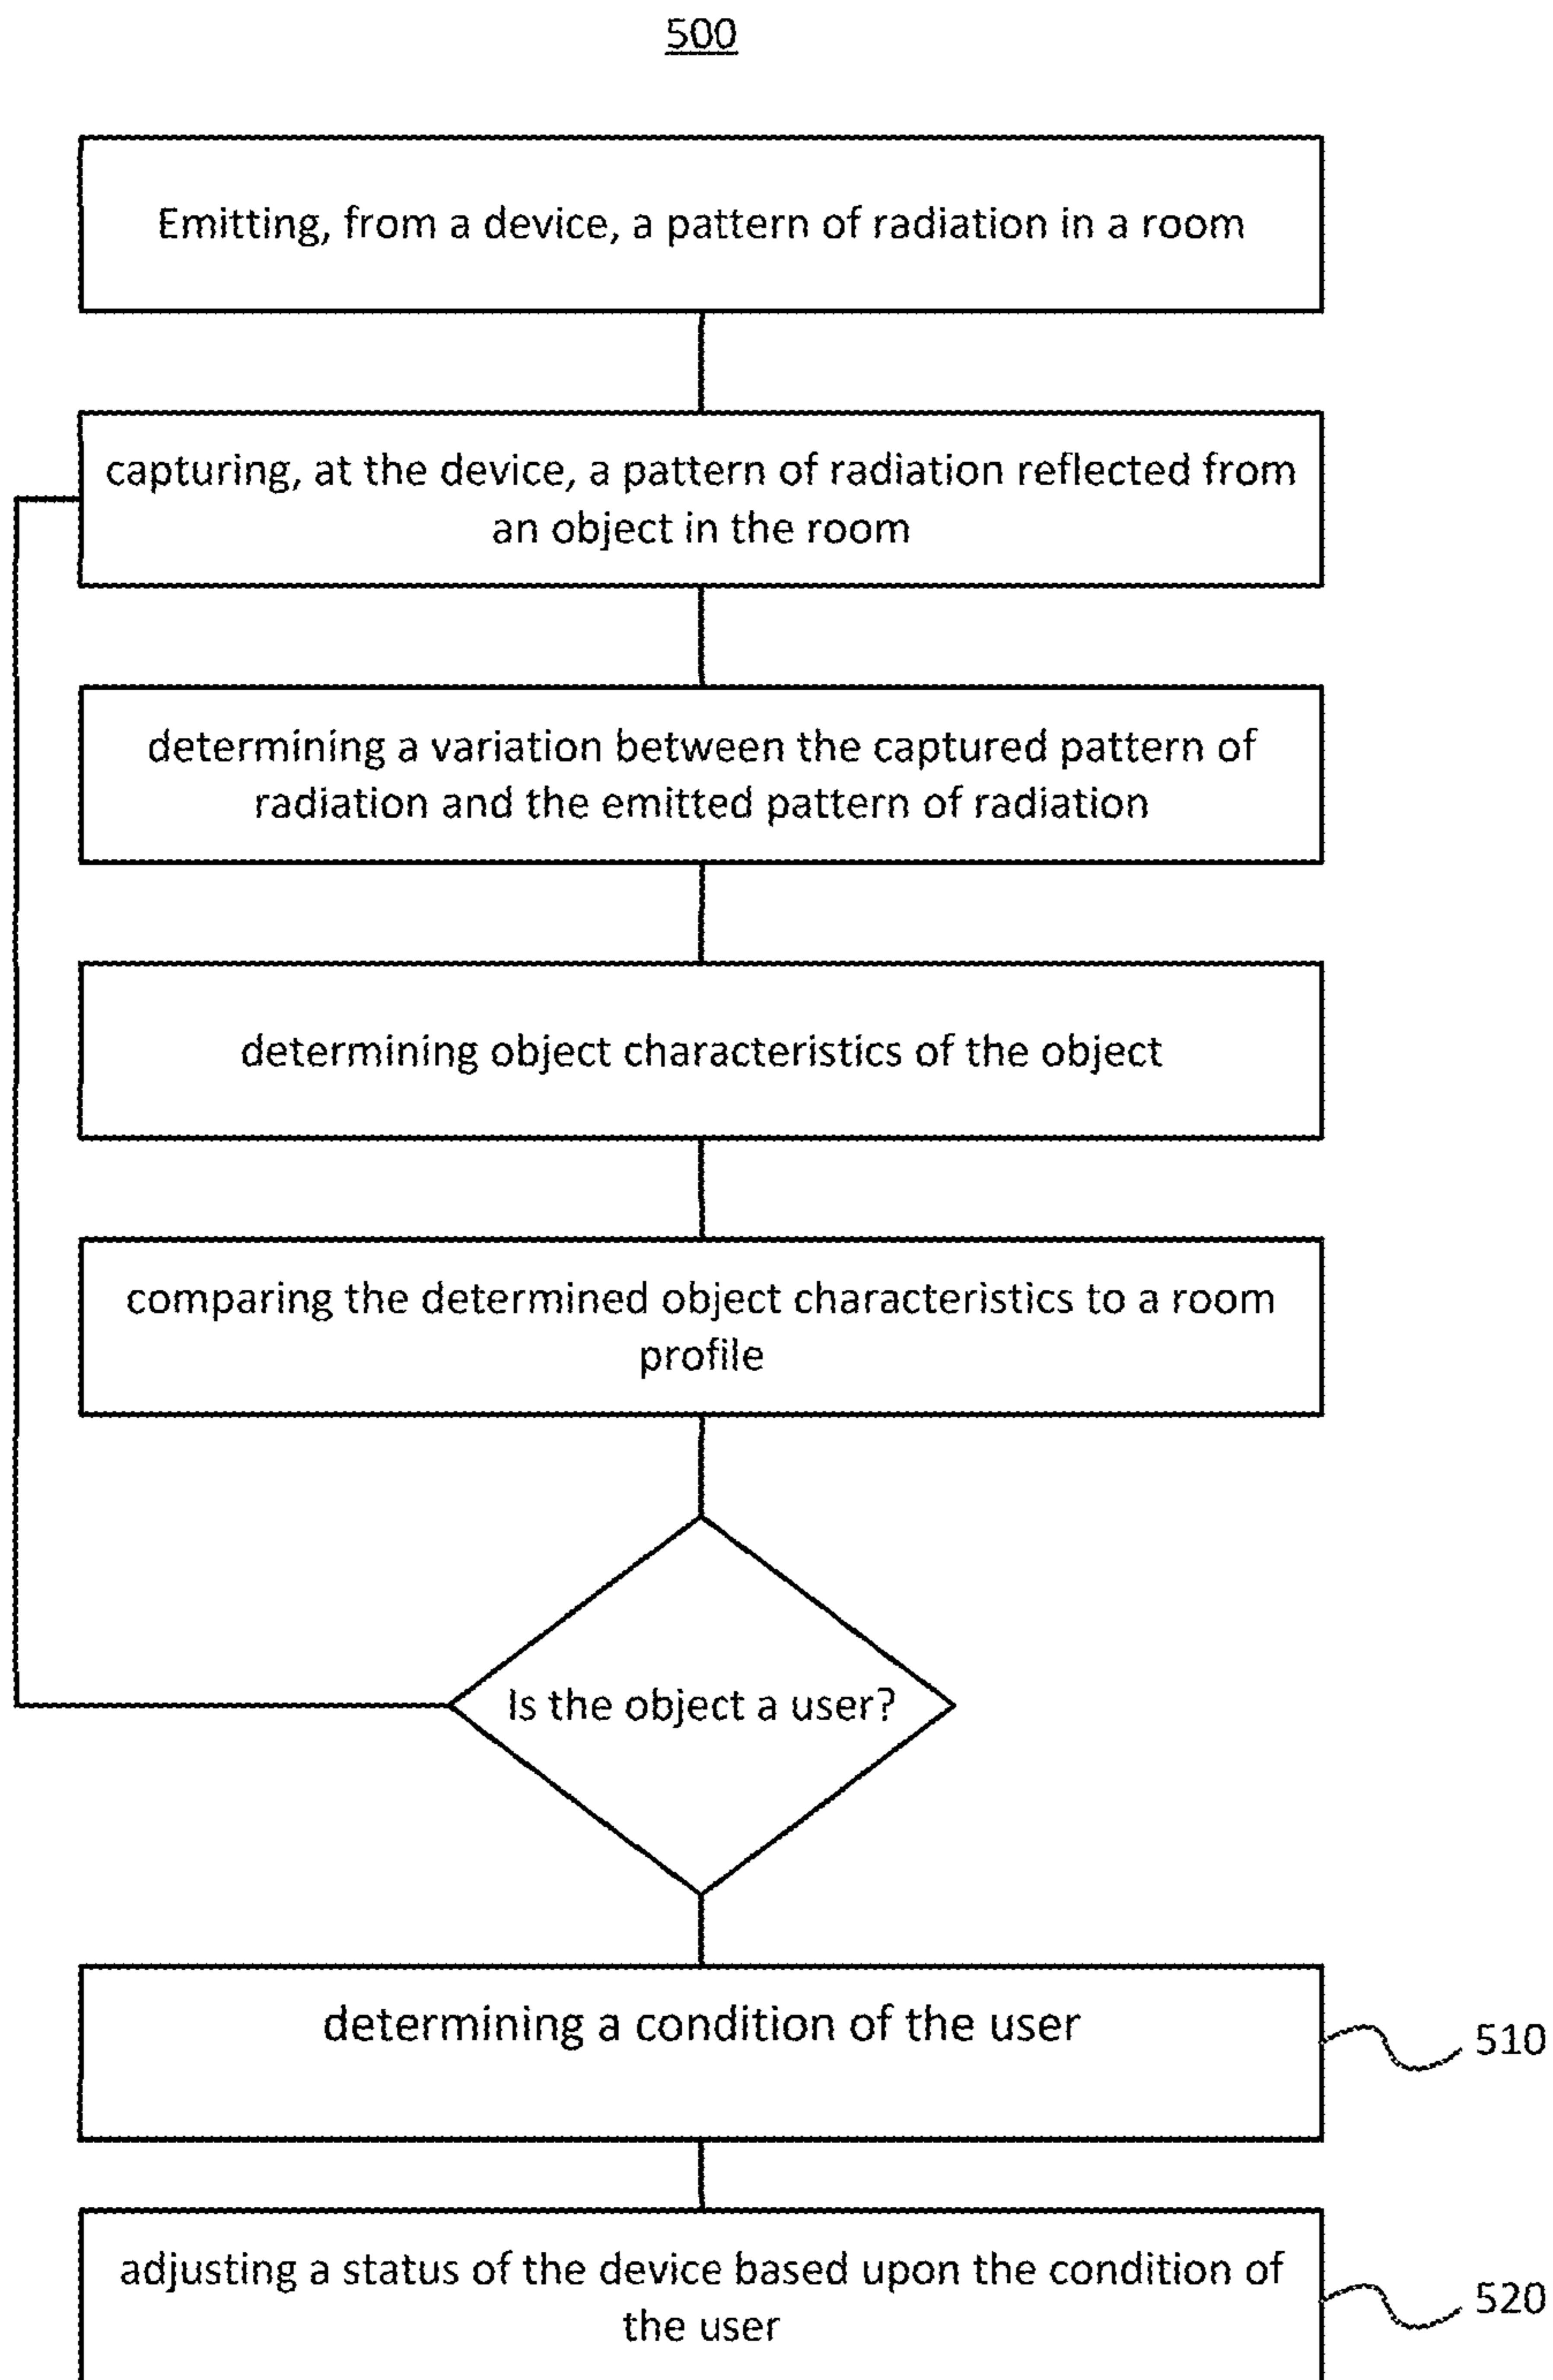 500
Emitting, from a device, a pattern of radiation in a room
capturing, at the device, a pattern of radiation reflected from
an object in the room
determining a variation between the captured pattern of
radiation and the emitted pattern of radiation
determining object characteristics of the object
comparing the determined object characteristics to a room
profile
Is the object a user?
determining a condition of the user
510
adjusting a status of the device based upon the condition of
the user
520